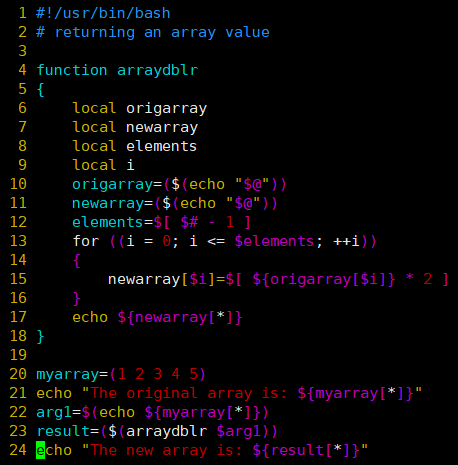 1 #!/usr/bin/bash
2 # returning an array value
3
4 function arraydblr
5 {
6     local origarray
7     local newarray
8     local elements
9     local i
10     origarray=($(echo "$@"))
11     newarray=($(echo "$@"))
12     elements=$[ $# - 1 ]
13     for ((i = 0; i <= $elements; ++i))
14     {
15         newarray[$i]=$[ ${origarray[$i]} * 2 ]
16     }
17     echo ${newarray[*]}
18 }
19
20 myarray=(1 2 3 4 5)
21 echo "The original array is: ${myarray[*]}"
22 arg1=$(echo ${myarray[*]})
23 result=($(arraydblr $arg1))
24 echo "The new array is: ${result[*]}"